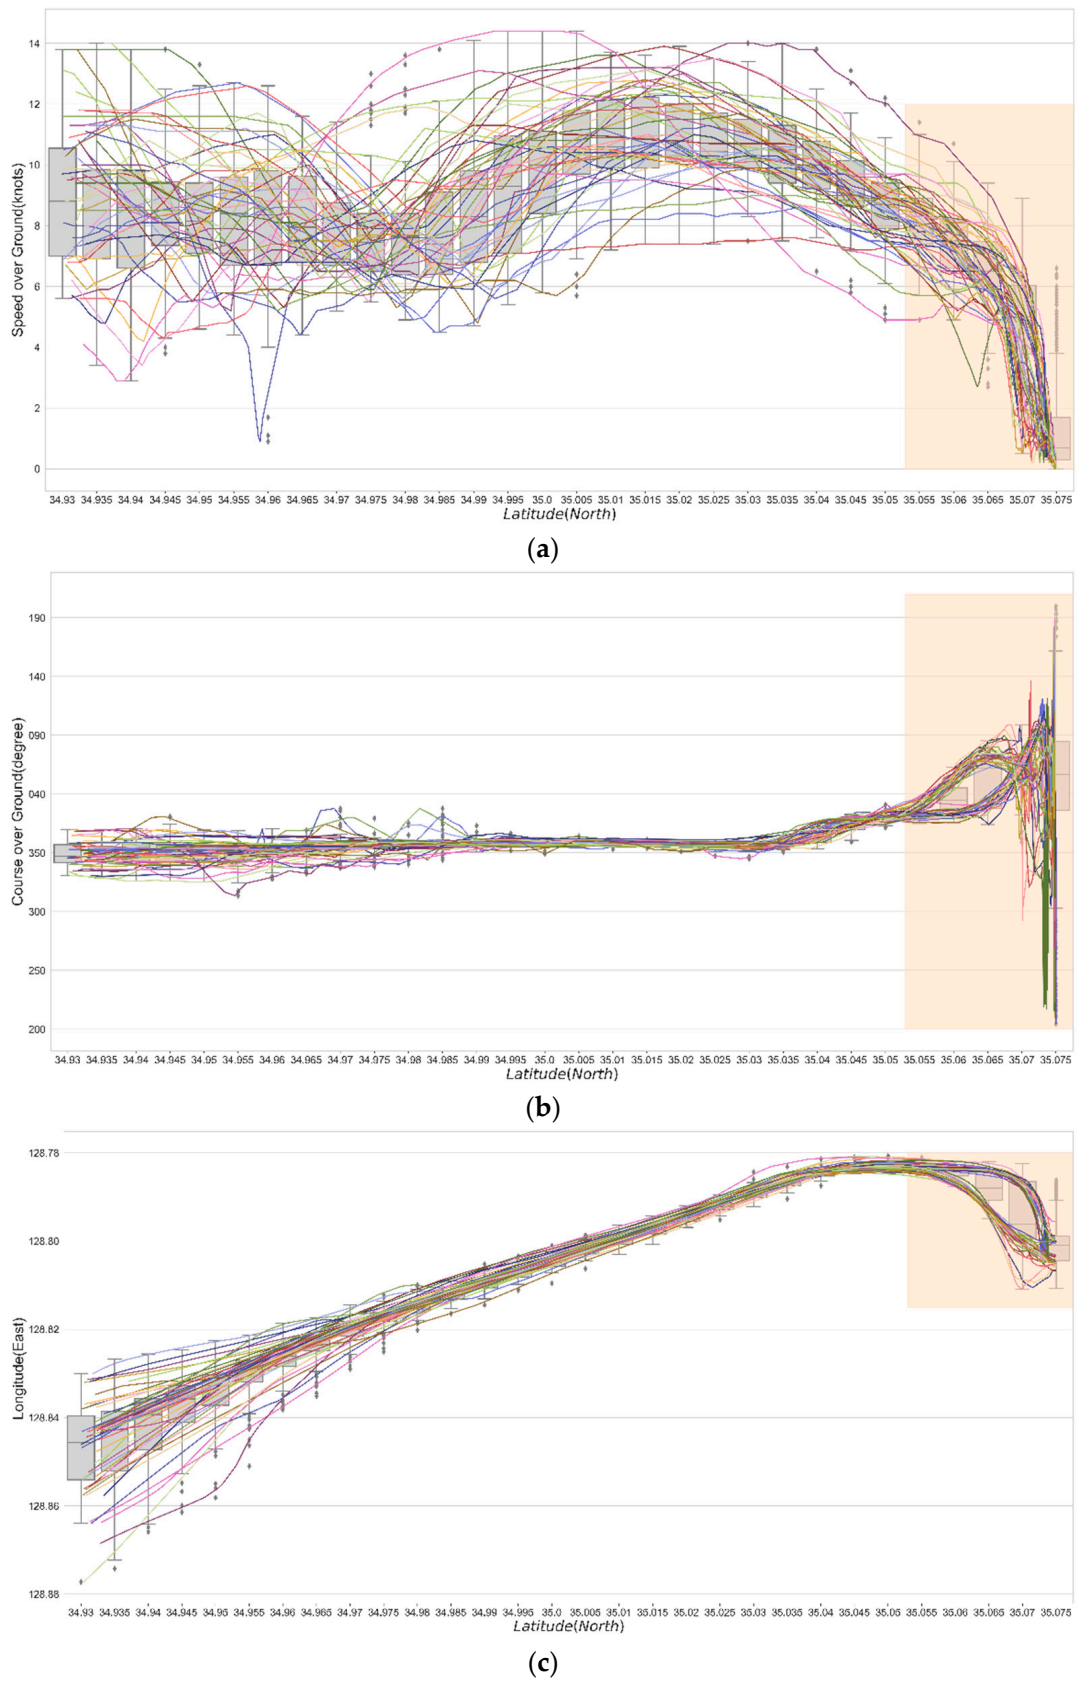 Speed over Ground(knots)
14
12
10
8
6
4
2
0
34.93 34.935 34.94 34.945 34.95 34.955 34.96 34.965 34.97 34.975 34.98 34.985 34.99 34.995 35.0 35.005 35.01 35.015 35.02 35.025 35.03 35.035 35.04 35.045 35.05 35.055 35.06 35.065 35.07 35.075
Latitude(North)
(a)
Course over Ground(degree)
190
140
090
040
350
300
250
200
34.93 34.935 34.94 34.945 34.95 34.955 34.96 34.965 34.97 34.975 34.98 34.985 34.99 34.995 35.0 35.005 35.01 35.015 35.02 35.025 35.03 35.035 35.04 35.045 35.05 35.055 35.06 35.065 35.07 35.075
Latitude(North)
(b)
Longitude(East)
128.78
128.80
128.82
128.84
128.86
128.88
34.93 34.935 34.94 34.945 34.95 34.955 34.96 34.965 34.97 34.975 34.98 34.985 34.99 34.995 35.0 35.005 35.01 35.015 35.02 35.025 35.03 35.035 35.04 35.045 35.05 35.055 35.06 35.065 35.07 35.075
Latitude(North)
(c)